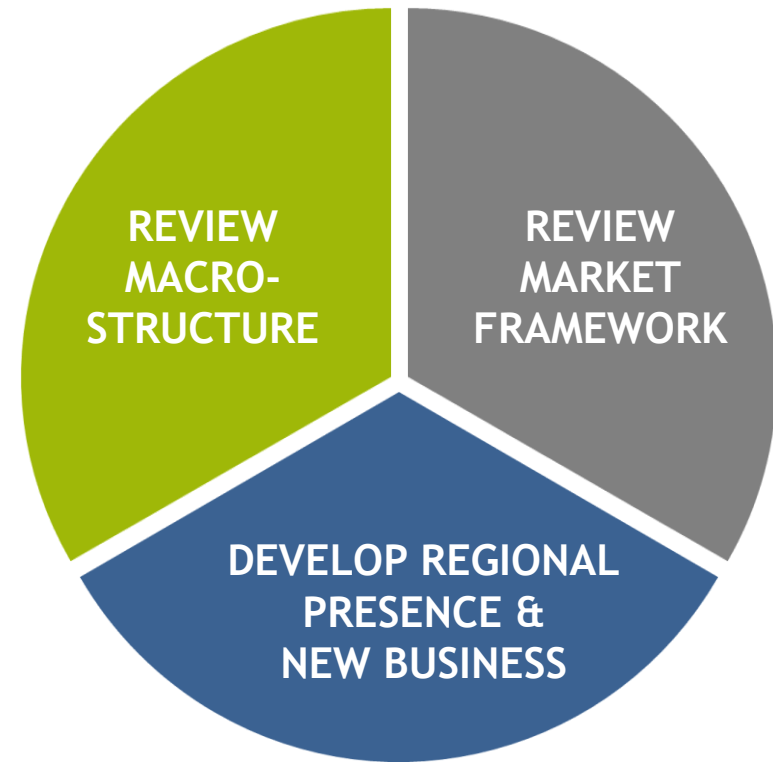 REVIEW
MACRO-
STRUCTURE
REVIEW
MARKET
FRAMEWORK
DEVELOP REGIONAL
PRESENCE &
NEW BUSINESS